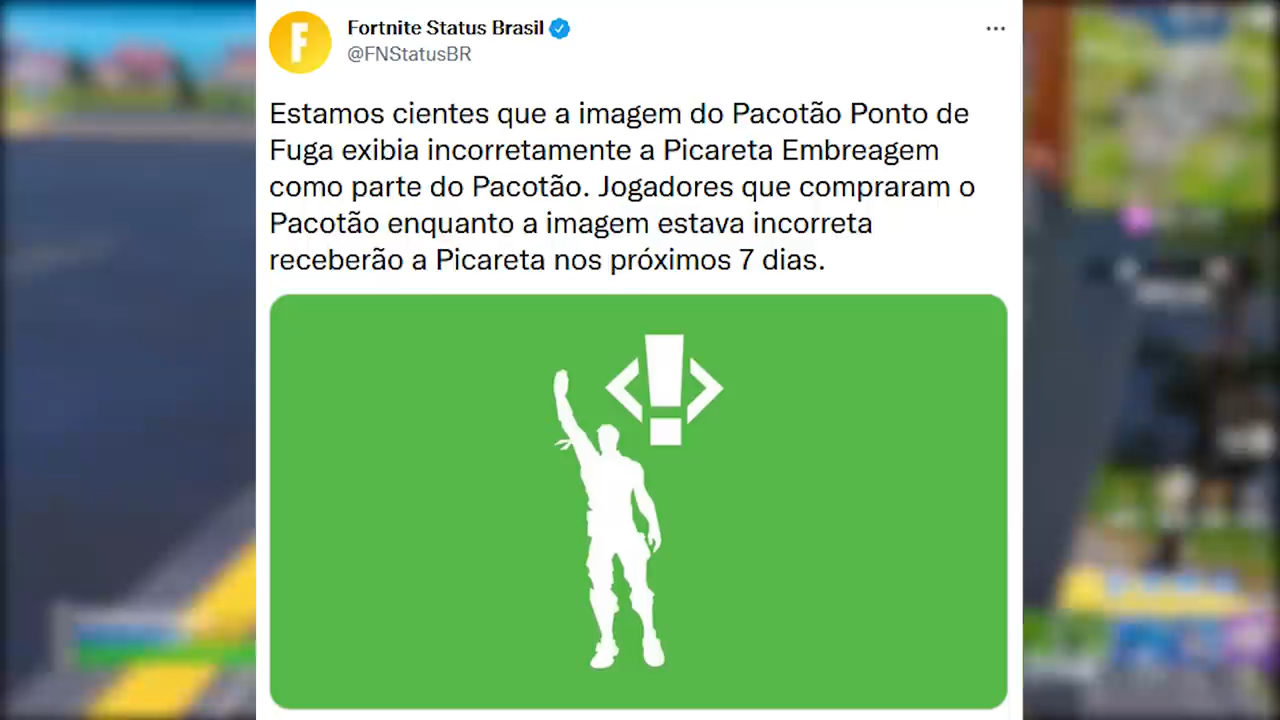 Fortnite Status Brasil
@FNStatusBR
Estamos cientes que a imagem do Pacotão Ponto de
Fuga exibia incorretamente a Picareta Embreagem
como parte do Pacotão. Jogadores que compraram o
Pacotão enquanto a imagem estava incorreta
receberão a Picareta nos próximos 7 dias.
<!>